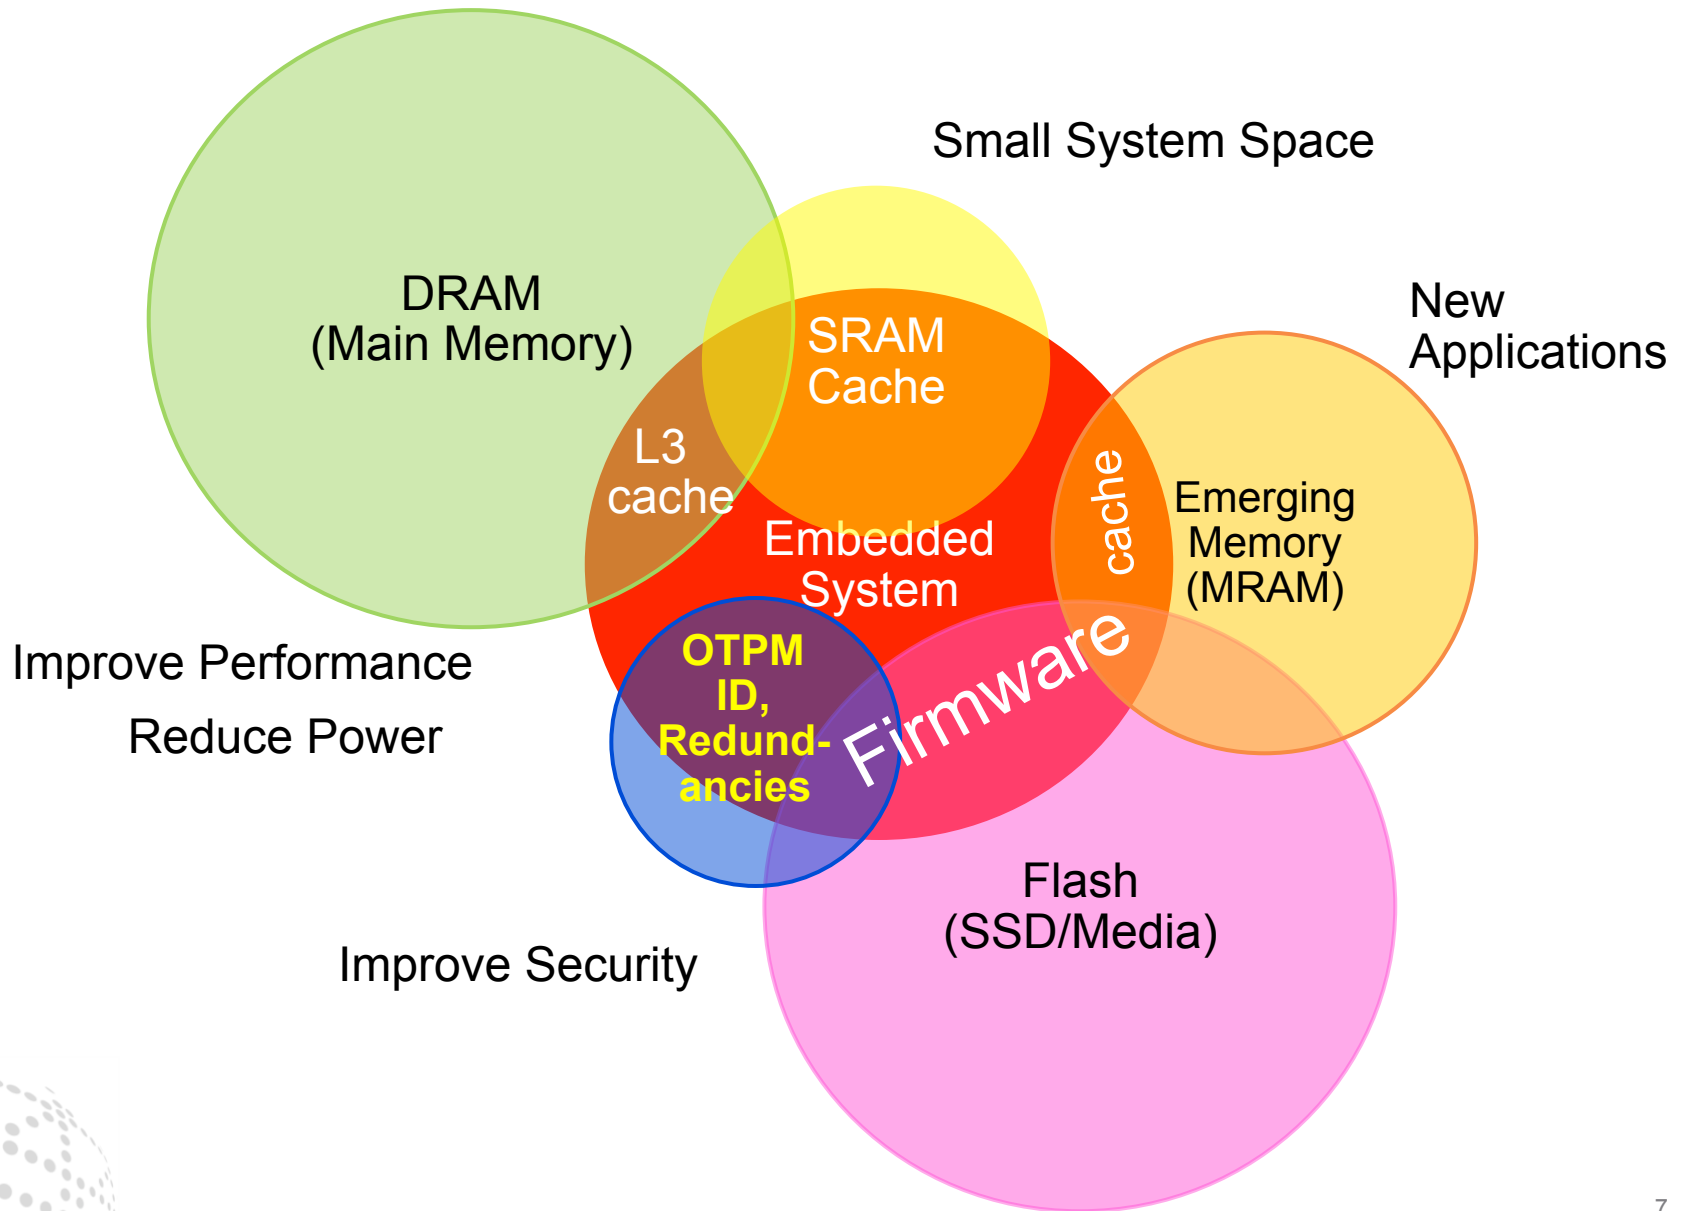 Small System Space
DRAM
(Main Memory)
SRAM
Cache
New
Applications
L3
cache
cache
Emerging
Memory
(MRAM)
Embedded
System
Firmware
OTPM
ID,
Redund-
ancies
Improve Performance
Reduce Power
Flash
(SSD/Media)
Improve Security
7